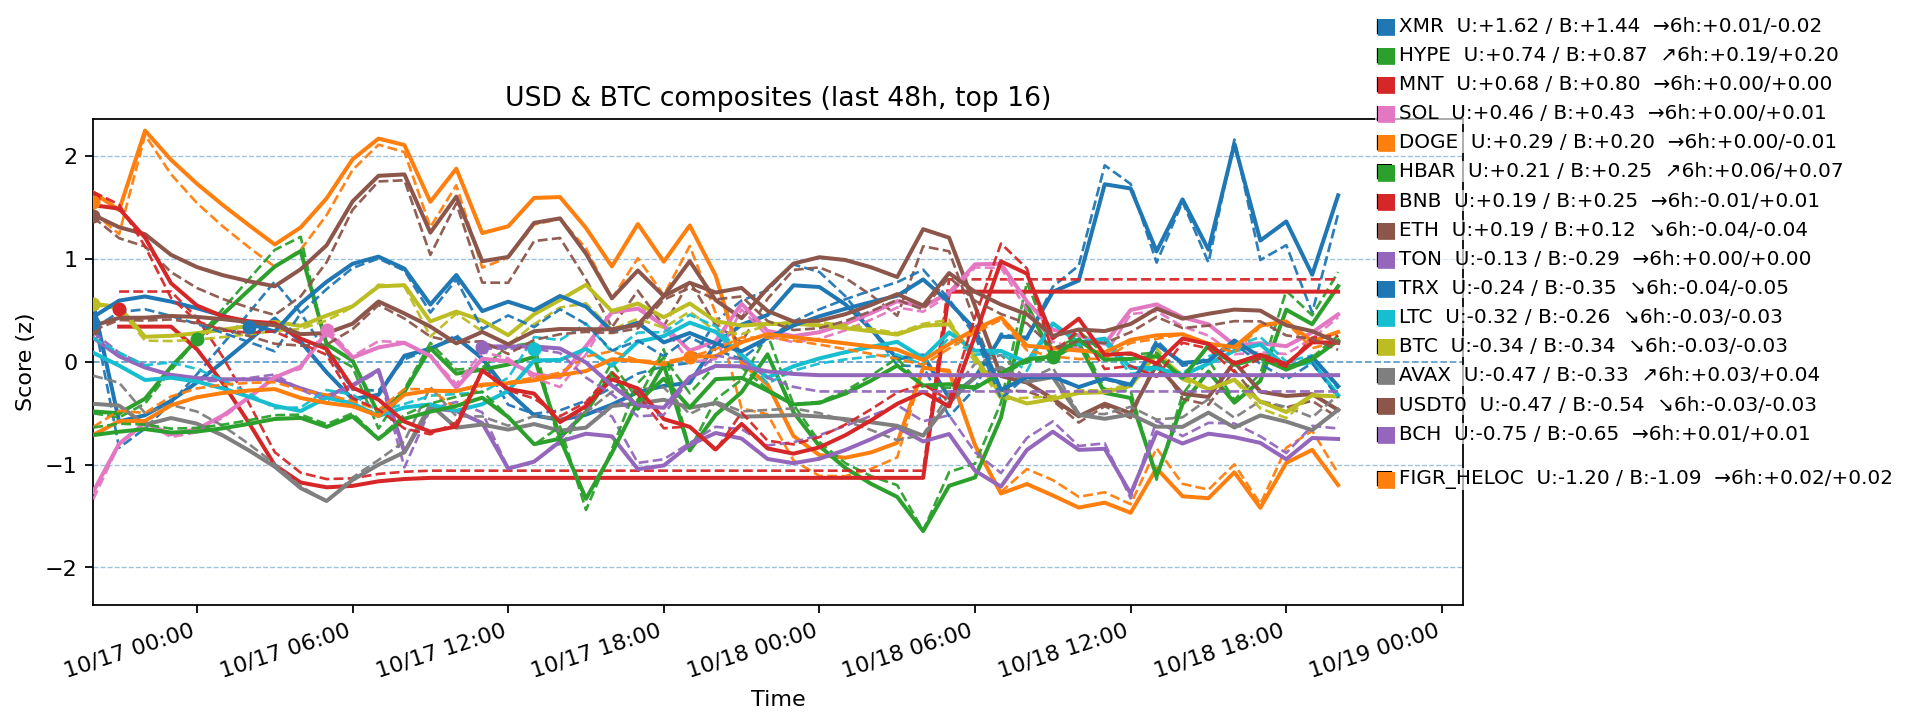 USD & BTC composites (last 48h, top 16)
XMR U:+1.62 / B:+1.44 →6h:+0.01/-0.02
HYPE U:+0.74 / B:+0.87 ↗6h:+0.19/+0.20
MNT U:+0.68 / B:+0.80 →6h:+0.00/+0.00
SOL U:+0.46 / B:+0.43 →6h:+0.00/+0.01
DOGE U:+0.29 / B:+0.20 →6h:+0.00/-0.01
HBAR U:+0.21 / B:+0.25 ↗6h:+0.06/+0.07
BNB U:+0.19 / B:+0.25 →6h:-0.01/+0.01
ETH U:+0.19 / B:+0.12 ↘6h:-0.04/-0.04
TON U:-0.13 / B:-0.29 →6h:+0.00/+0.00
TRX U:-0.24 / B:-0.35 ↘6h:-0.04/-0.05
LTC U:-0.32 / B:-0.26 ↘6h:-0.03/-0.03
BTC U:-0.34 / B:-0.34 ↘6h:-0.03/-0.03
AVAX U:-0.47 / B:-0.33 ↗6h:+0.03/+0.04
USDT0 U:-0.47 / B:-0.54 ↘6h:-0.03/-0.03
BCH U:-0.75 / B:-0.65 →6h:+0.01/+0.01
FIGR_HELOC U:-1.20 / B:-1.09 →6h:+0.02/+0.02
Score (z)
2
1
0
−1
−2
10/17 00:00
10/17 06:00
10/17 12:00
10/17 18:00
10/18 00:00
10/18 06:00
10/18 12:00
10/18 18:00
10/19 00:00
Time